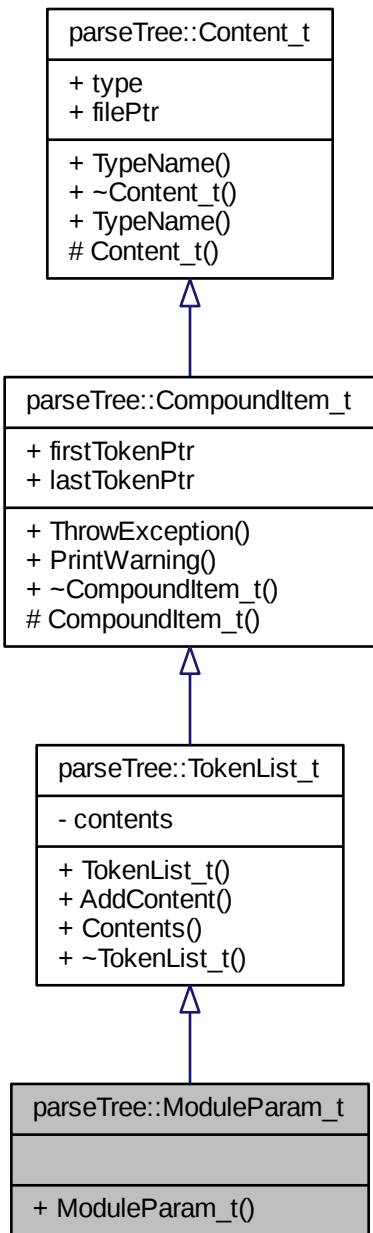 parseTree::Content_t
+ type
+ filePtr
+ TypeName()
+ ~Content_t()
+ TypeName()
# Content_t()
parseTree::CompoundItem_t
+ firstTokenPtr
+ lastTokenPtr
+ ThrowException()
+ PrintWarning()
+ ~CompoundItem_t()
# CompoundItem_t()
parseTree::TokenList_t
- contents
+ TokenList_t()
+ AddContent()
+ Contents()
+ ~TokenList_t()
parseTree::ModuleParam_t
+ ModuleParam_t()